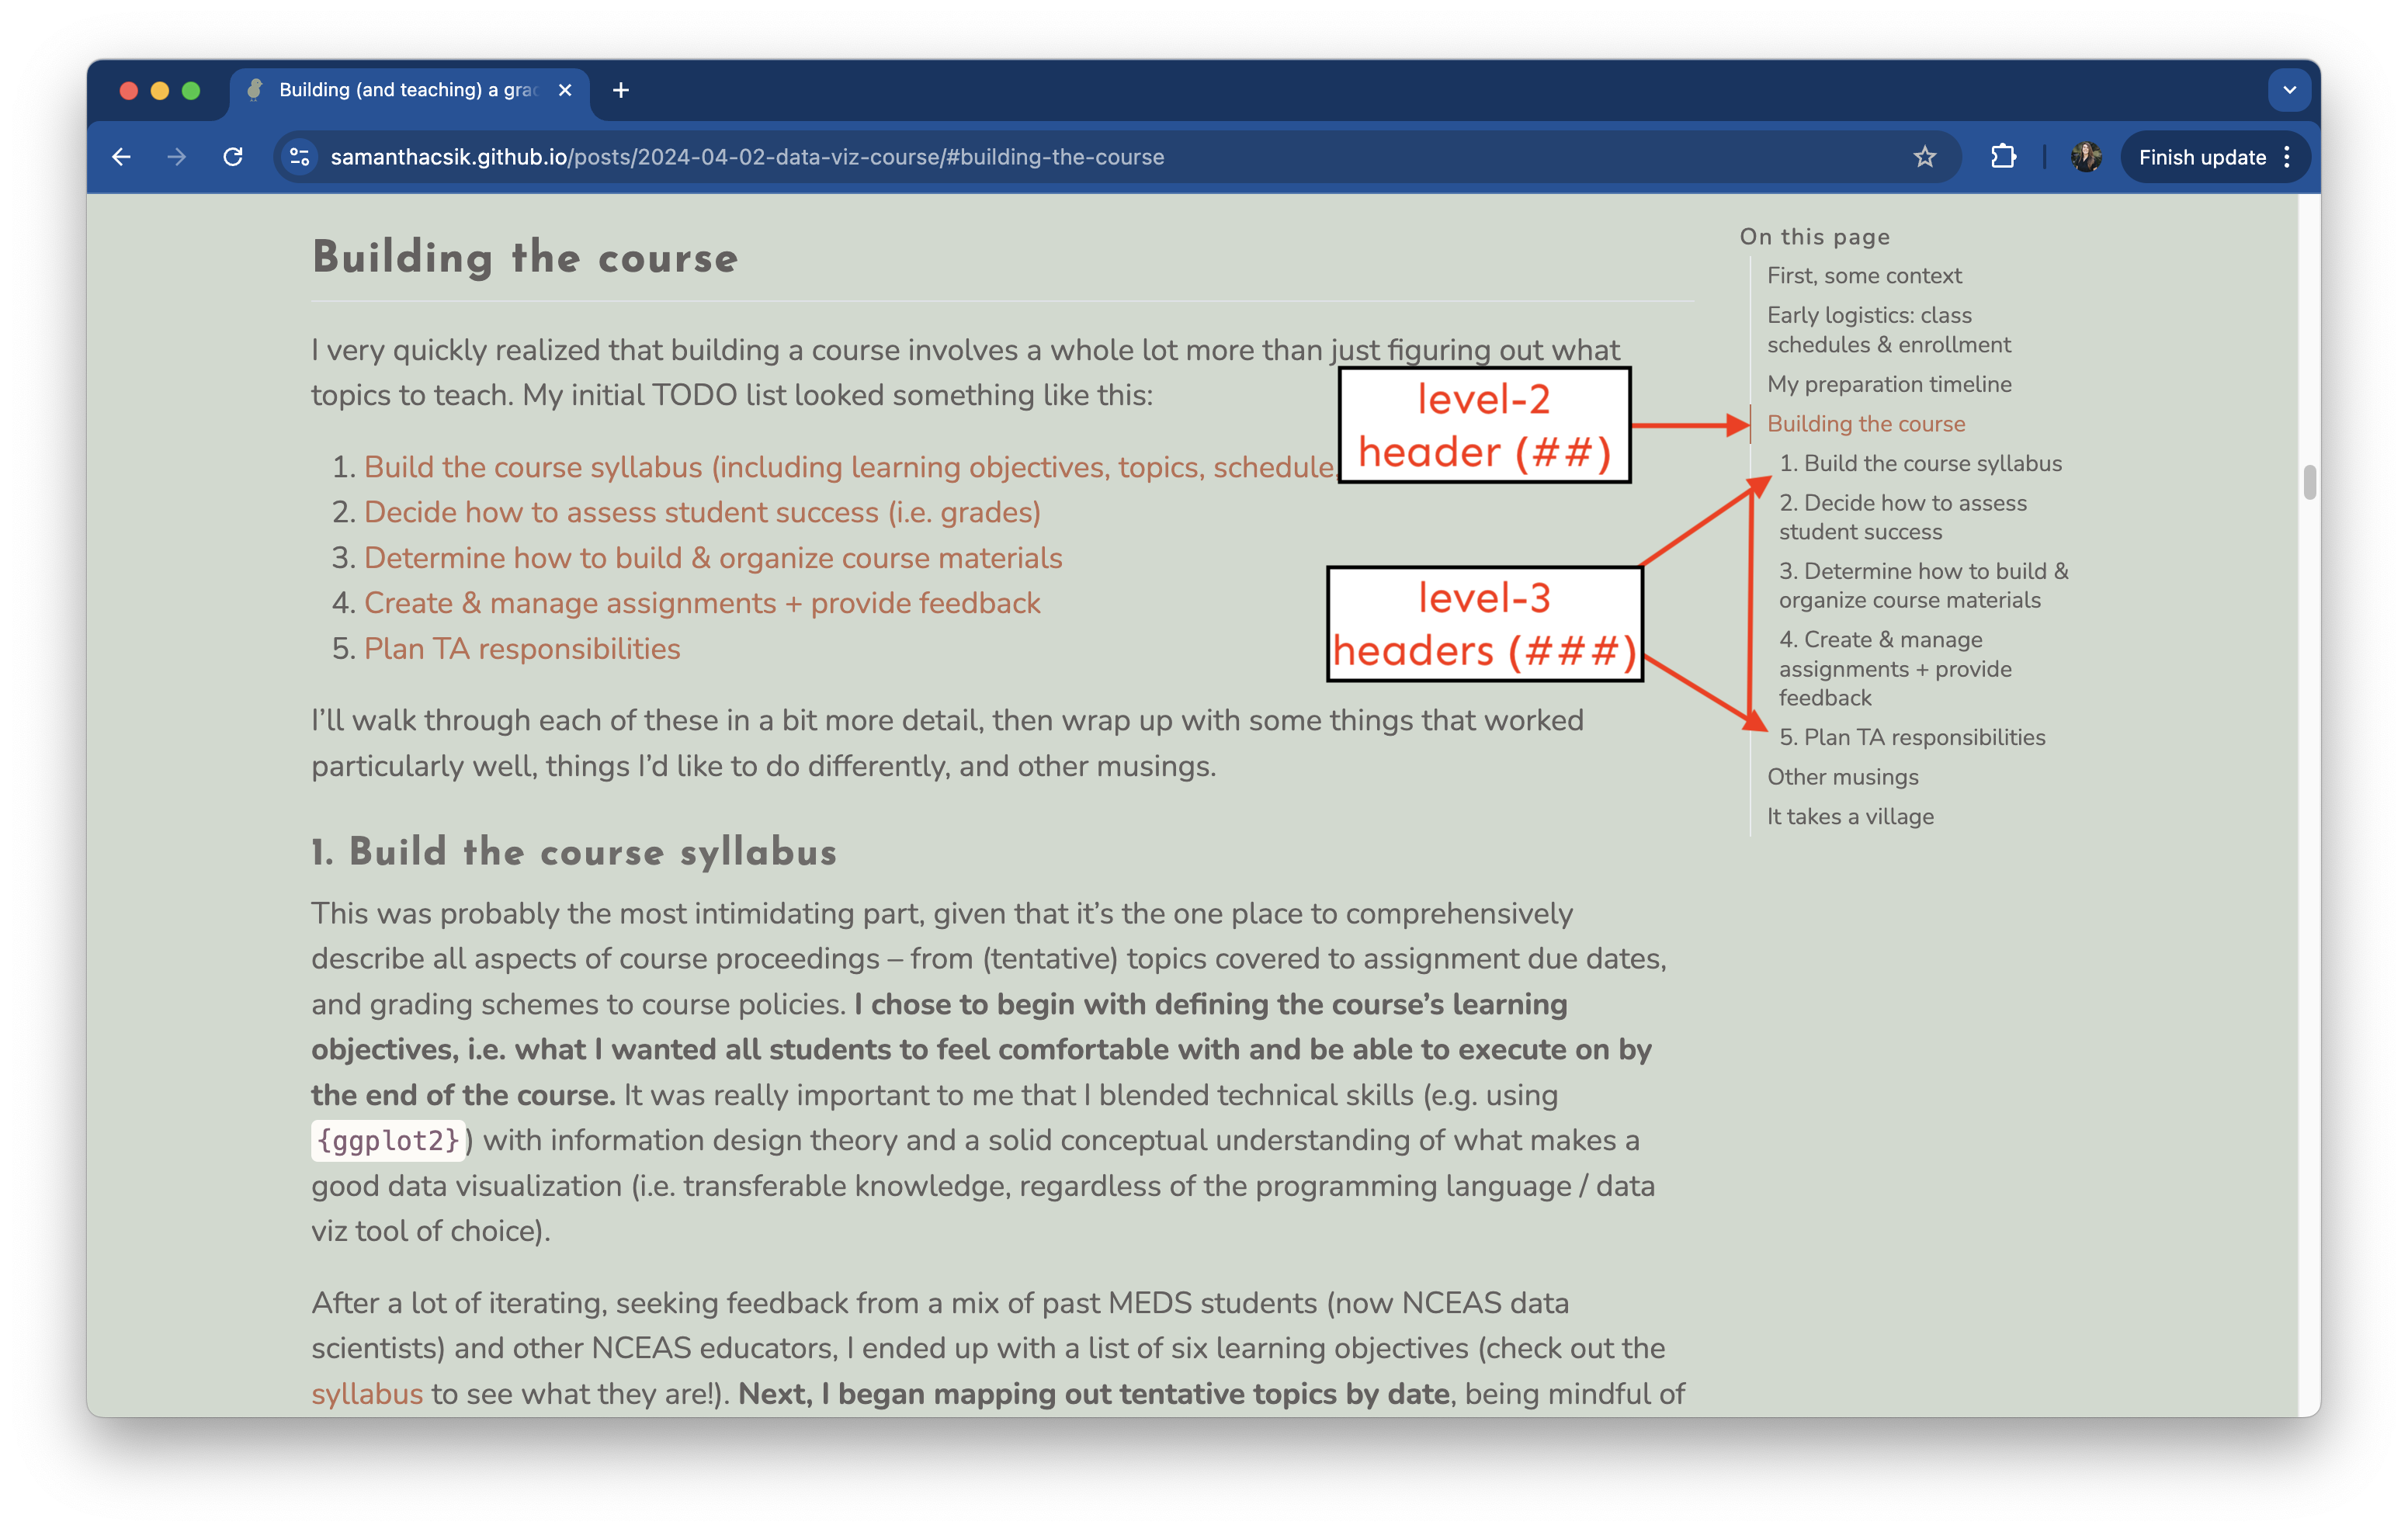 Building (and teaching) a gra
samanthacsik.github.io/posts/2024-04-02-data-viz-course/#building-the-course
Finish update
Building the course
I very quickly realized that building a course involves a whole lot more than just figuring out what
topics to teach. My initial TODO list looked something like this:
1. Build the course syllabus (including learning objectives, topics, schedule
2. Decide how to assess student success (i.e. grades)
3. Determine how to build & organize course materials
4. Create & manage assignments + provide feedback
5. Plan TA responsibilities
I'll walk through each of these in a bit more detail, then wrap up with some things that worked
particularly well, things I'd like to do differently, and other musings.
1. Build the course syllabus
This was probably the most intimidating part, given that it's the one place to comprehensively
describe all aspects of course proceedings – from (tentative) topics covered to assignment due dates,
and grading schemes to course policies. I chose to begin with defining the course's learning
objectives, i.e. what I wanted all students to feel comfortable with and be able to execute on by
the end of the course. It was really important to me that I blended technical skills (e.g. using
{ggplot2}) with information design theory and a solid conceptual understanding of what makes a
good data visualization (i.e. transferable knowledge, regardless of the programming language / data
viz tool of choice).
After a lot of iterating, seeking feedback from a mix of past MEDS students (now NCEAS data
scientists) and other NCEAS educators, I ended up with a list of six learning objectives (check out the
syllabus to see what they are!). Next, I began mapping out tentative topics by date, being mindful of
level-2
header (##)
level-3
headers (###)
On this page
First, some context
Early logistics: class
schedules & enrollment
My preparation timeline
Building the course
1. Build the course syllabus
2. Decide how to assess
student success
3. Determine how to build &
organize course materials
4. Create & manage
assignments + provide
feedback
5. Plan TA responsibilities
Other musings
It takes a village